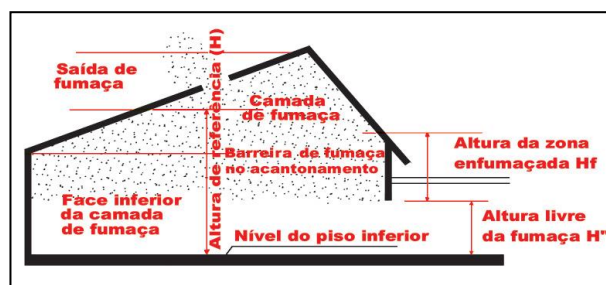 Saída de
fumaça
Altura de referência (H)
Camada
de fumaça
Barreira de fumaça
no acantonamento
Altura da zona
enfumaçada Hf
Face inferior
da camada
de fumaça
Nível do piso inferior
Altura livre
da fumaça H"